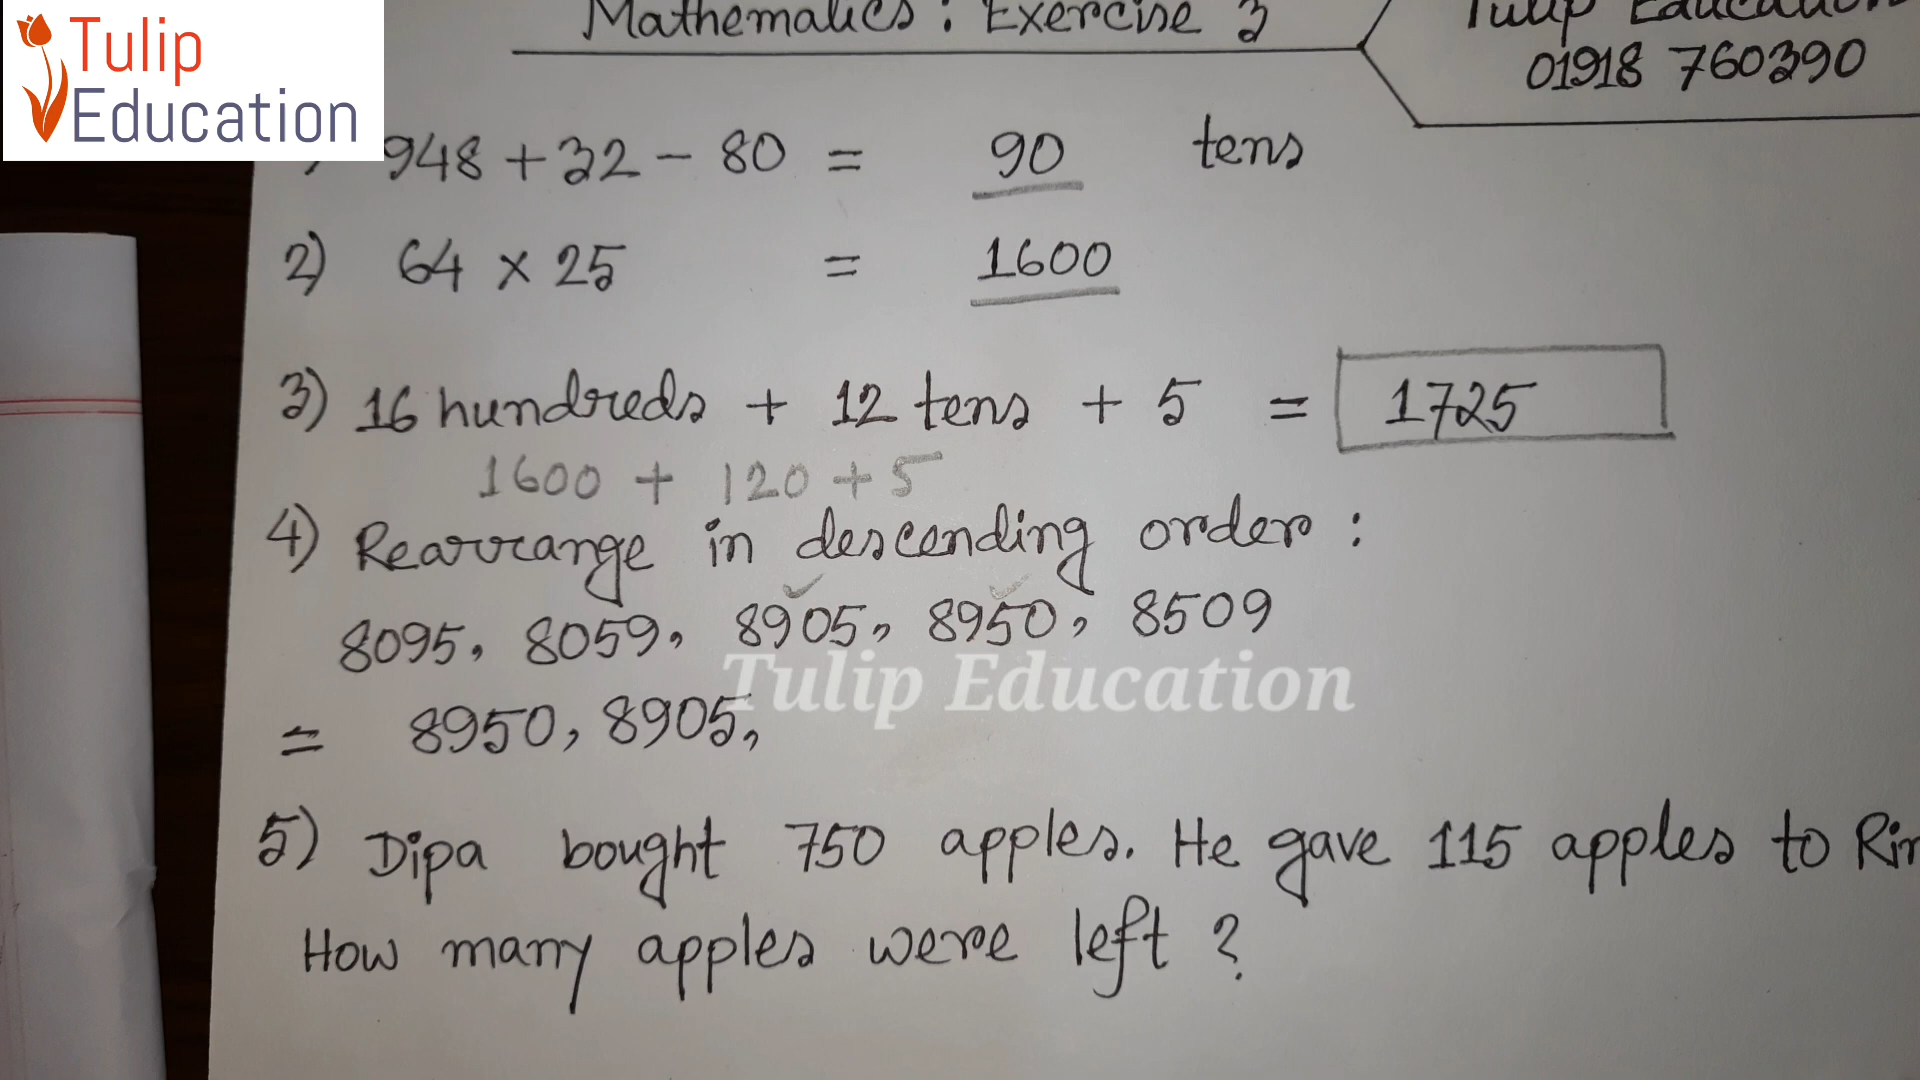 Tulip
Education
Mathematics : Exercise 3
Tulip Education
01918 760390
948 + 32 - 80 = 90 tens
2) 64 × 25 = 1600
3) 16 hundreds + 12 tens + 5 = 1725
1600 + 120 + 5
4) Rearrange in descending order :
8095, 8059, 8905, 8950, 8509
Tulip Education
= 8950, 8905,
5) Dipa bought 750 apples. He gave 115 apples to
How many apples were left ?